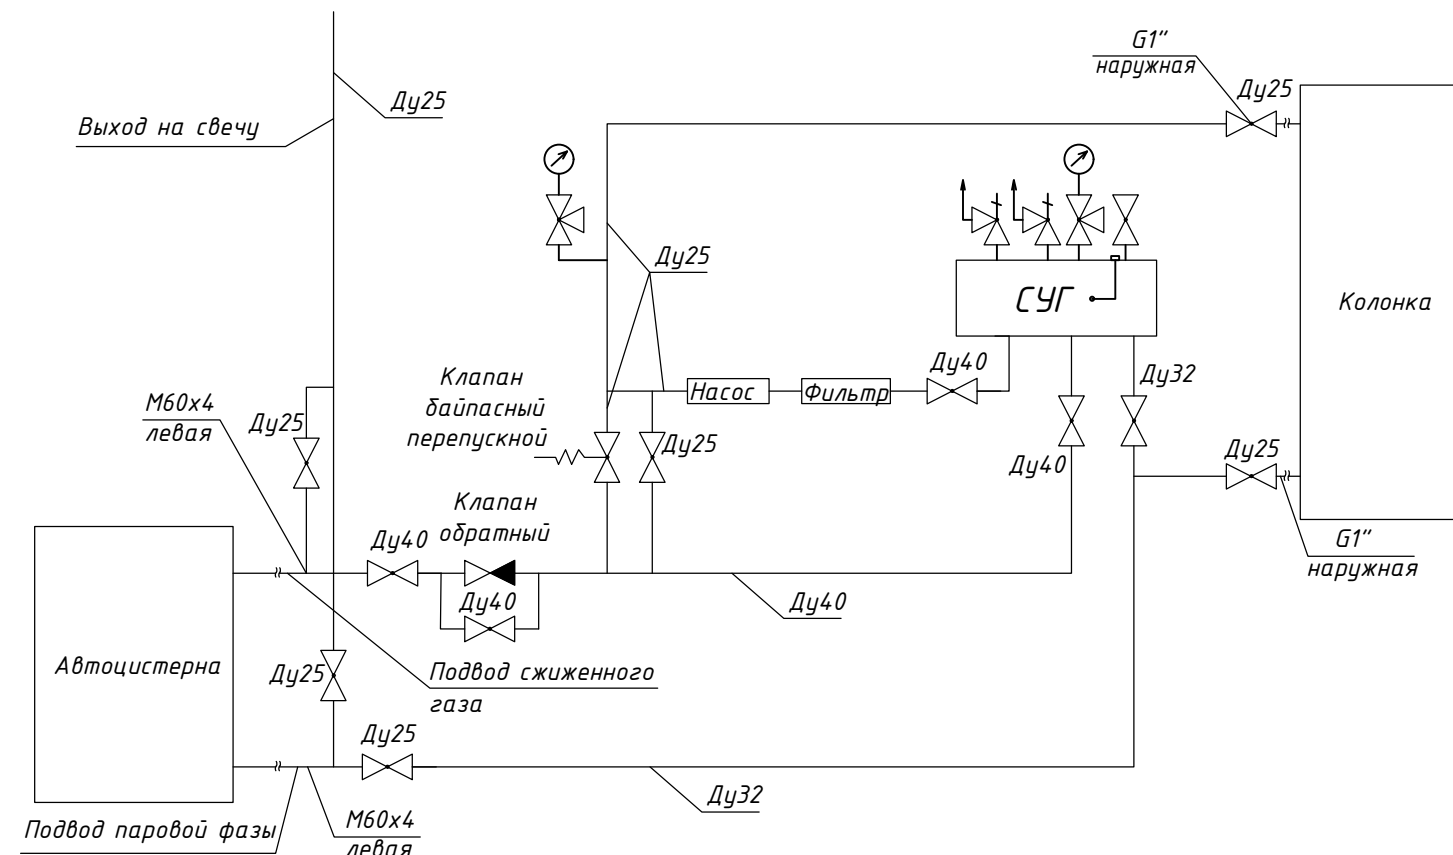 G1"
наружная
Ду25
Ду25
Выход на свечу
Ду25
СУГ
Колонка
Клапан
байпасный
перепускной
Насос
Фильтр
Ду40
Ду32
М60х4
левая
Ду25
Ду25
Ду40
Ду25
Клапан
обратный
Ду40
Ду40
Ду40
G1"
наружная
Автоцистерна
Ду25
Подвод сжиженного
газа
Ду25
Ду32
Подвод паровой фазы
М60х4
левая